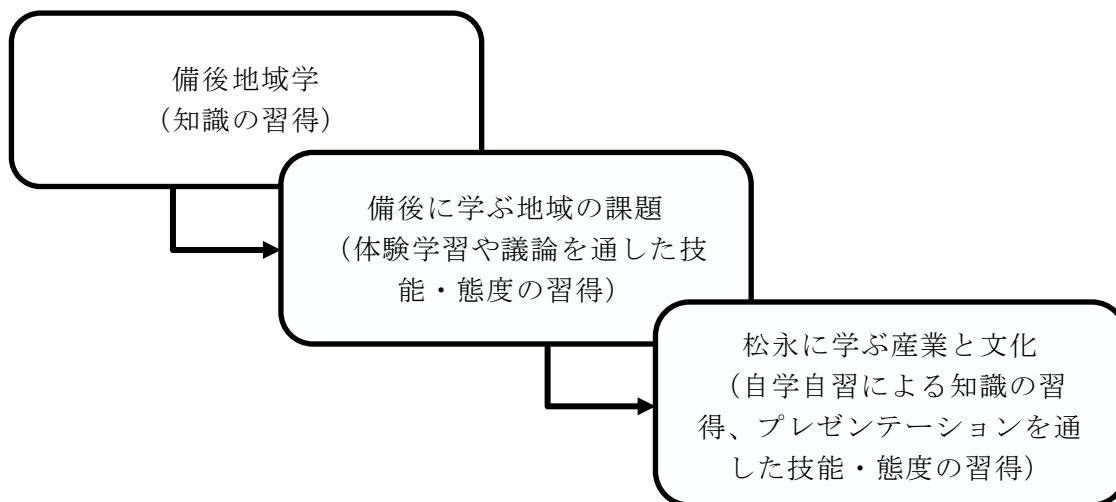 備後地域学
(知識の習得)
備後に学ぶ地域の課題
(体験学習や議論を通した技
能・態度の習得)
松永に学ぶ産業と文化
(自学自習による知識の習
得、プレゼンテーションを通
した技能・態度の習得)